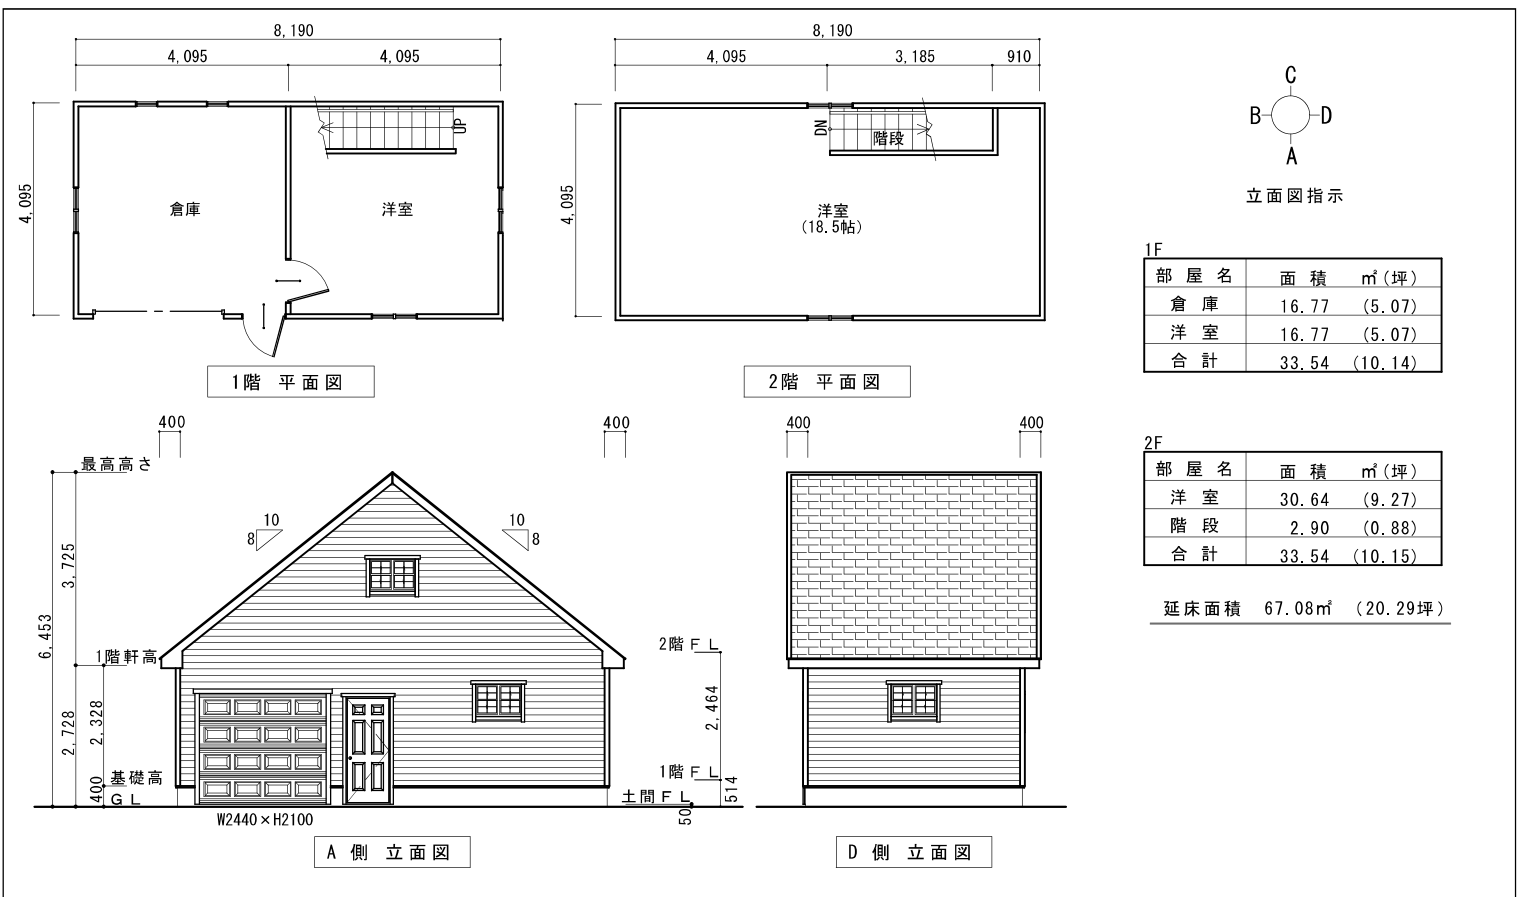 8,190
4,095 4,095
4,095
倉庫
洋室
UP
1階 平面図
8,190
4,095 3,185 910
4,095
DN
階段
洋室
(18.5帖)
2階 平面図
C
B D
A
立面図指示
1F
部屋名 面積 ㎡(坪)
倉庫 16.77 (5.07)
洋室 16.77 (5.07)
合計 33.54 (10.14)
2F
部屋名 面積 ㎡(坪)
洋室 30.64 (9.27)
階段 2.90 (0.88)
合計 33.54 (10.15)
延床面積 67.08㎡ (20.29坪)
400 400
最高高さ
10 10
8 8
3,725
6,453
1階軒高
2,728
2,328
基礎高
400
GL
W2440×H2100
A側 立面図
2階FL
2,464
1階FL
514
土間FL
50
400 400
D側 立面図